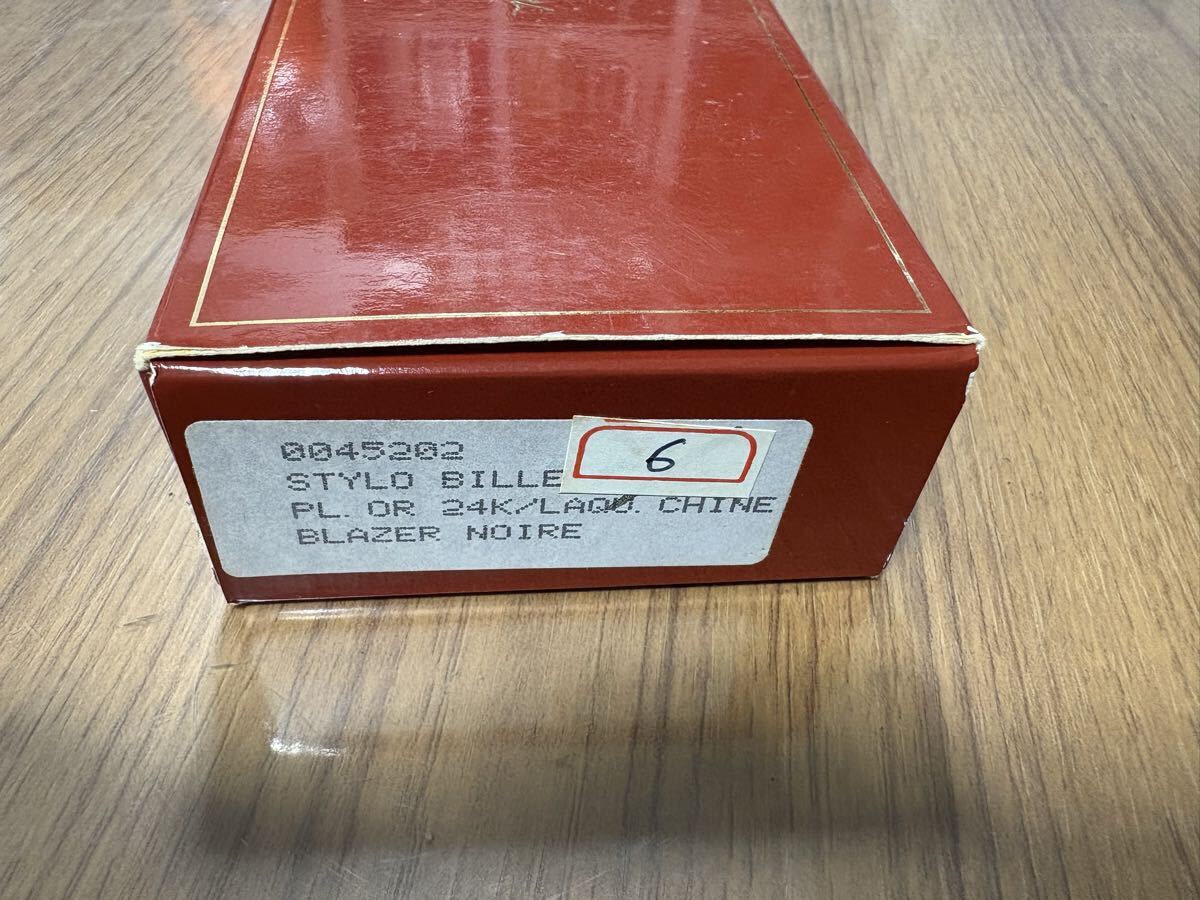 0045202
STYLO BILLE
6
PL. OR 24K/LAQU. CHINE
BLAZER NOIRE